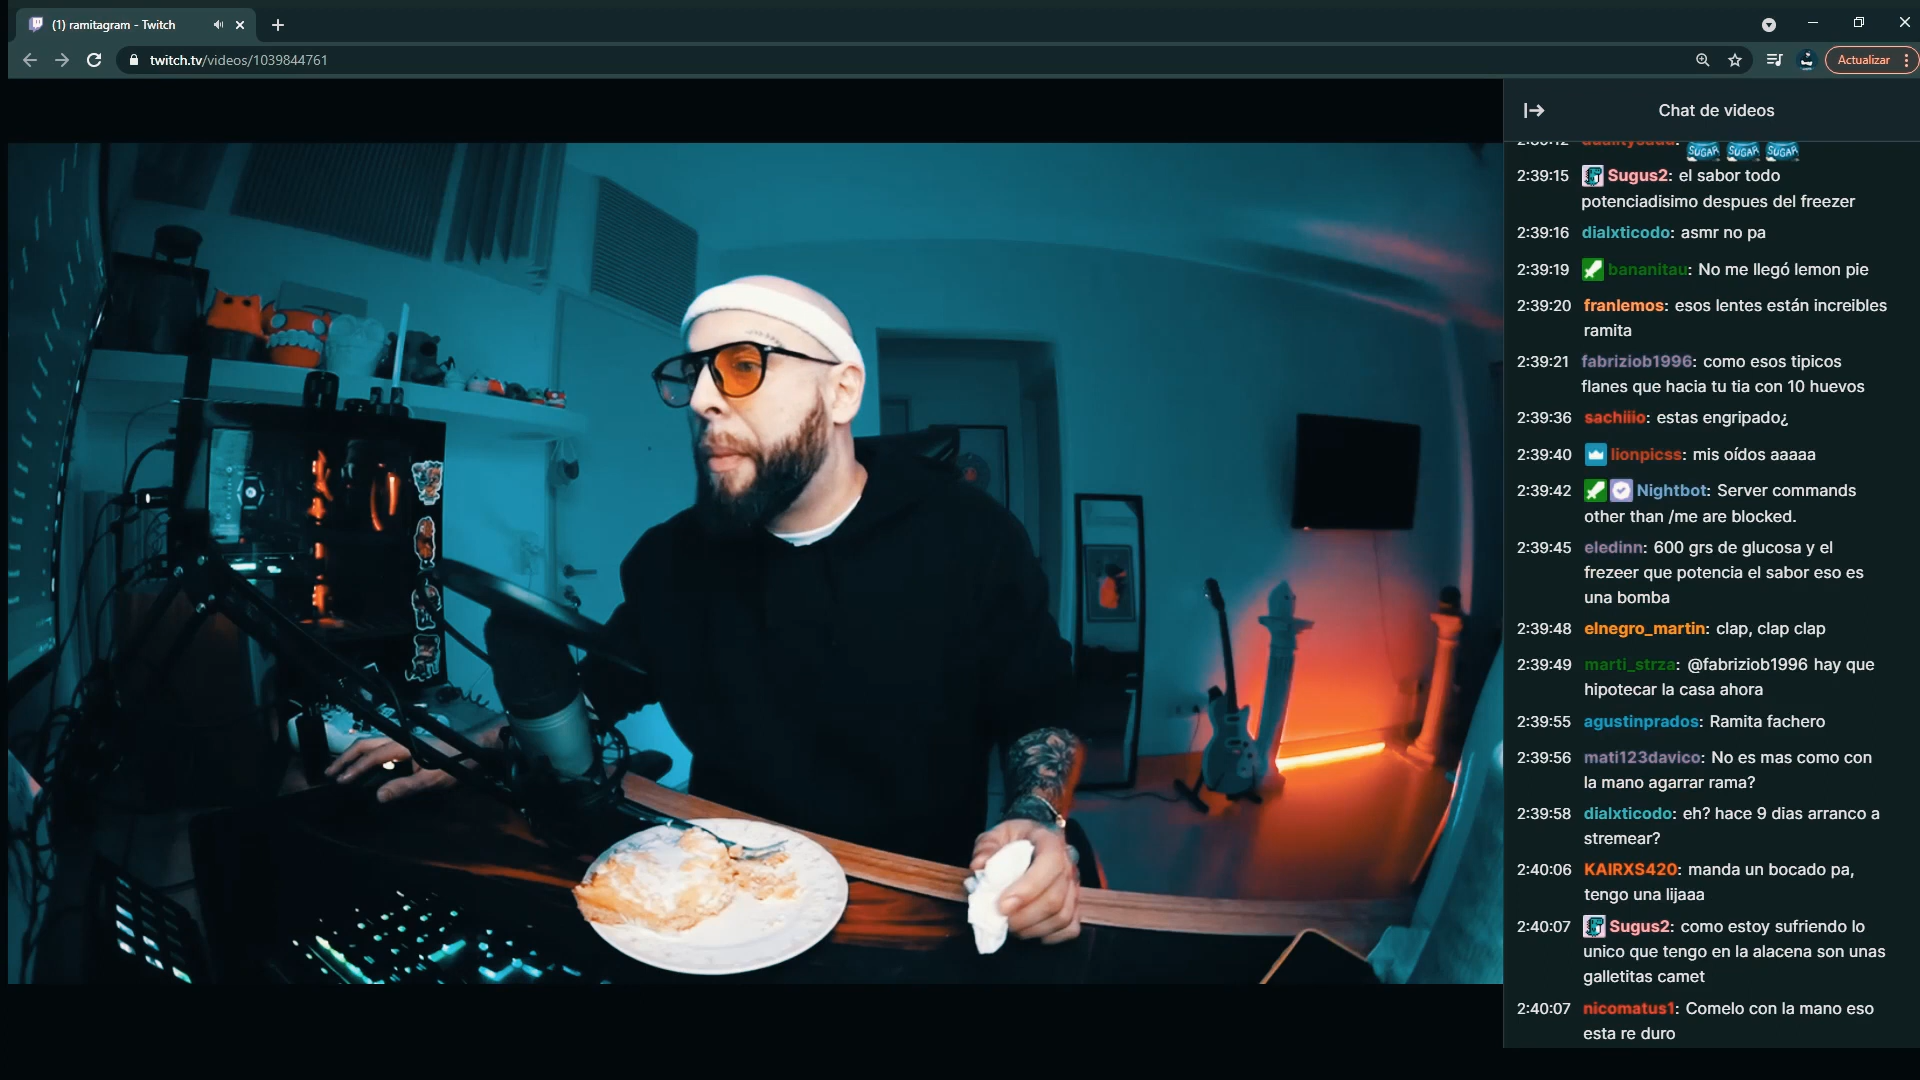 (1) ramitagram - Twitch
twitch.tv/videos/1039844761
Actualizar
Chat de videos
SUGAR SUGAR SUGAR
2:39:15 Sugus2: el sabor todo
potenciadisimo despues del freezer
2:39:16 dialxticodo: asmr no pa
2:39:19 bananitau: No me llegó lemon pie
2:39:20 franlemos: esos lentes están increibles
ramita
2:39:21 fabriziob1996: como esos tipicos
flanes que hacia tu tia con 10 huevos
2:39:36 sachiiio: estas engripado¿
2:39:40 lionpicss: mis oídos aaaaa
2:39:42 Nightbot: Server commands
other than /me are blocked.
2:39:45 eledinn: 600 grs de glucosa y el
frezeer que potencia el sabor eso es
una bomba
2:39:48 elnegro_martin: clap, clap clap
2:39:49 marti_strza: @fabriziob1996 hay que
hipotecar la casa ahora
2:39:55 agustinprados: Ramita fachero
2:39:56 mati123davico: No es mas como con
la mano agarrar rama?
2:39:58 dialxticodo: eh? hace 9 dias arranco a
stremear?
2:40:06 KAIRXS420: manda un bocado pa,
tengo una lijaaa
2:40:07 Sugus2: como estoy sufriendo lo
unico que tengo en la alacena son unas
galletitas camet
2:40:07 nicomatus1: Comelo con la mano eso
esta re duro